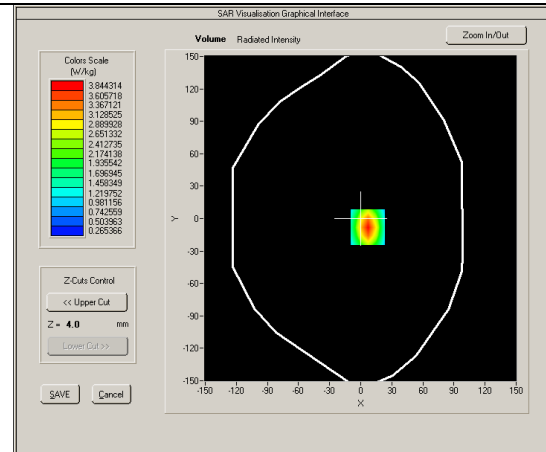 SAR Visualisation Graphical Interface
Volume Radiated Intensity
Zoom In/Out
Colors Scale
(W/kg)
3.844314
3.605718
3.367121
3.128525
2.889928
2.651332
2.412735
2.174138
1.935542
1.696945
1.458349
1.219752
0.981156
0.742559
0.503963
0.265366
Z-Cuts Control
<< Upper Cut
Z = 4.0 mm
Lower Cut >>
SAVE Cancel
150
120
90
60
30
0
-30
-60
-90
-120
-150
Y
-150 -120 -90 -60 -30 0 30 60 90 120 150
X